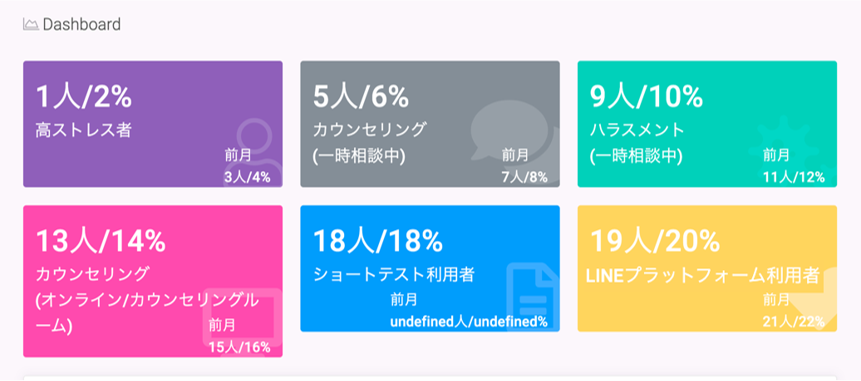 Dashboard
1人/2%
高ストレス者
前月
3人/4%
5人/6%
カウンセリング
(一時相談中)
前月
7人/8%
9人/10%
ハラスメント
(一時相談中)
前月
11人/12%
13人/14%
カウンセリング
(オンライン/カウンセリングル
ーム)
前月
15人/16%
18人/18%
ショートテスト利用者
前月
undefined人/undefined%
19人/20%
LINEプラットフォーム利用者
前月
21人/22%